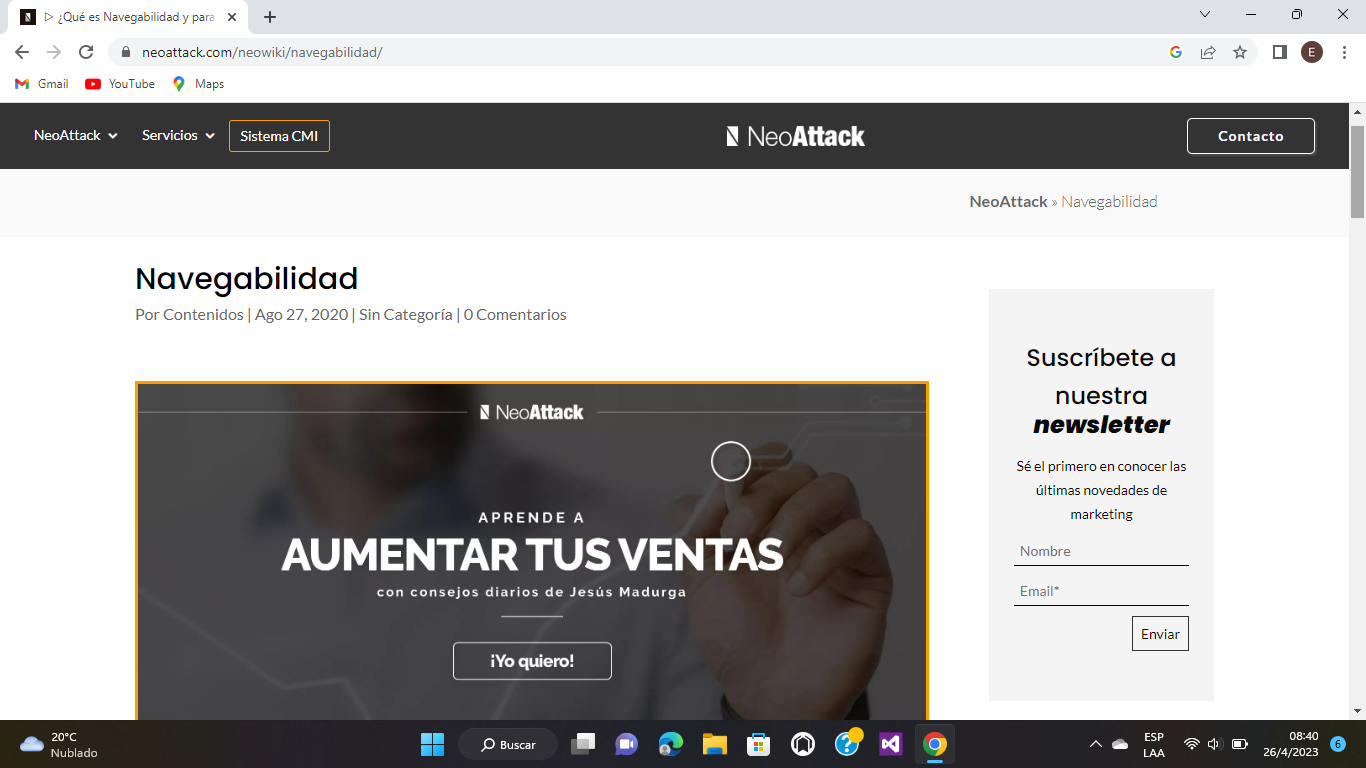 ▷ ¿Qué es Navegabilidad y para
neoattack.com/neowiki/navegabilidad/
E
Gmail
YouTube
Maps
NeoAttack
Servicios
Sistema CMI
NeoAttack
Contacto
NeoAttack » Navegabilidad
Navegabilidad
Por Contenidos | Ago 27, 2020 | Sin Categoría | 0 Comentarios
NeoAttack
APRENDE A
AUMENTAR TUS VENTAS
con consejos diarios de Jesús Madurga
¡Yo quiero!
Suscríbete a
nuestra
newsletter
Sé el primero en conocer las
últimas novedades de
marketing
Nombre
Email*
Enviar
20°C
Nublado
Buscar
ESP
LAA
08:40
26/4/2023
6